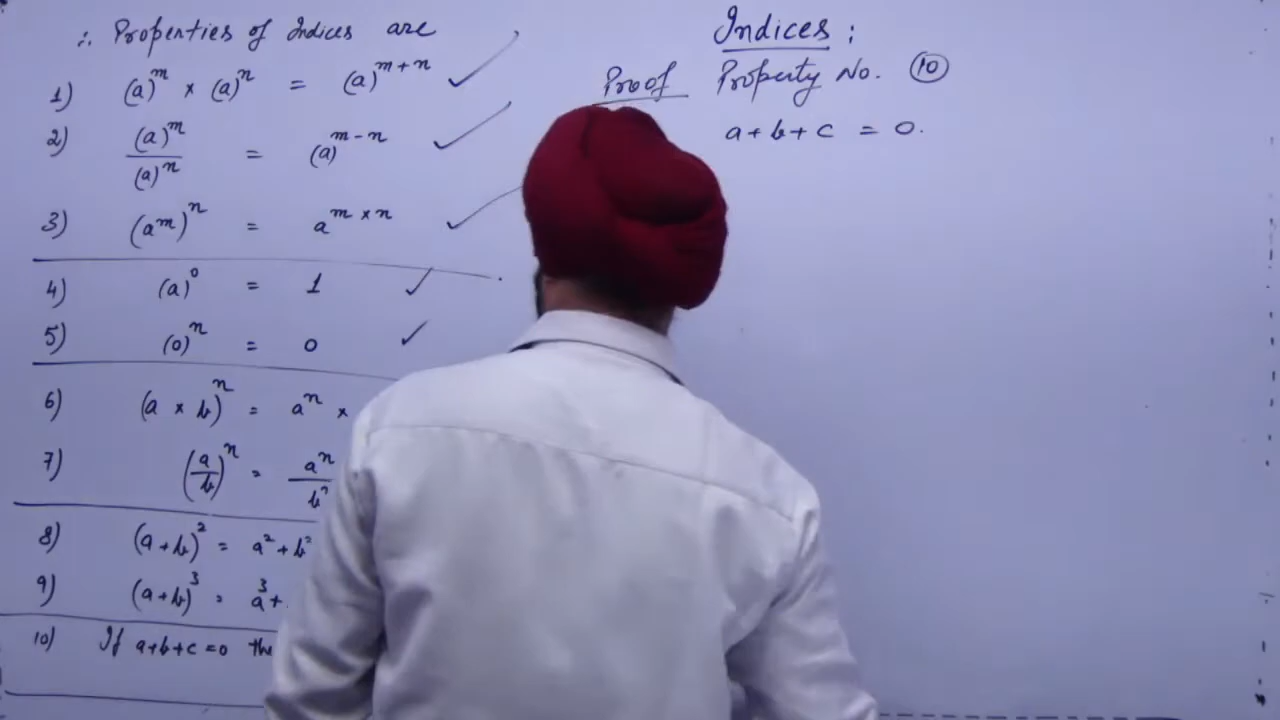 ∴ Properties of Indices are
1) (a)^m × (a)^n = (a)^{m+n} ✓
2) (a)^m / (a)^n = (a)^{m-n} ✓
3) (a^m)^n = a^{m×n} ✓
4) (a)^0 = 1 ✓
5) (0)^n = 0 ✓
6) (a × b)^n = a^n ×
7) (a/b)^n = a^n / b^n
8) (a+b)^2 = a^2 + b^2
9) (a+b)^3 = a^3 +
10) If a+b+c=0 the
Indices :
Proof Property No. ⑩
a+b+c = 0.